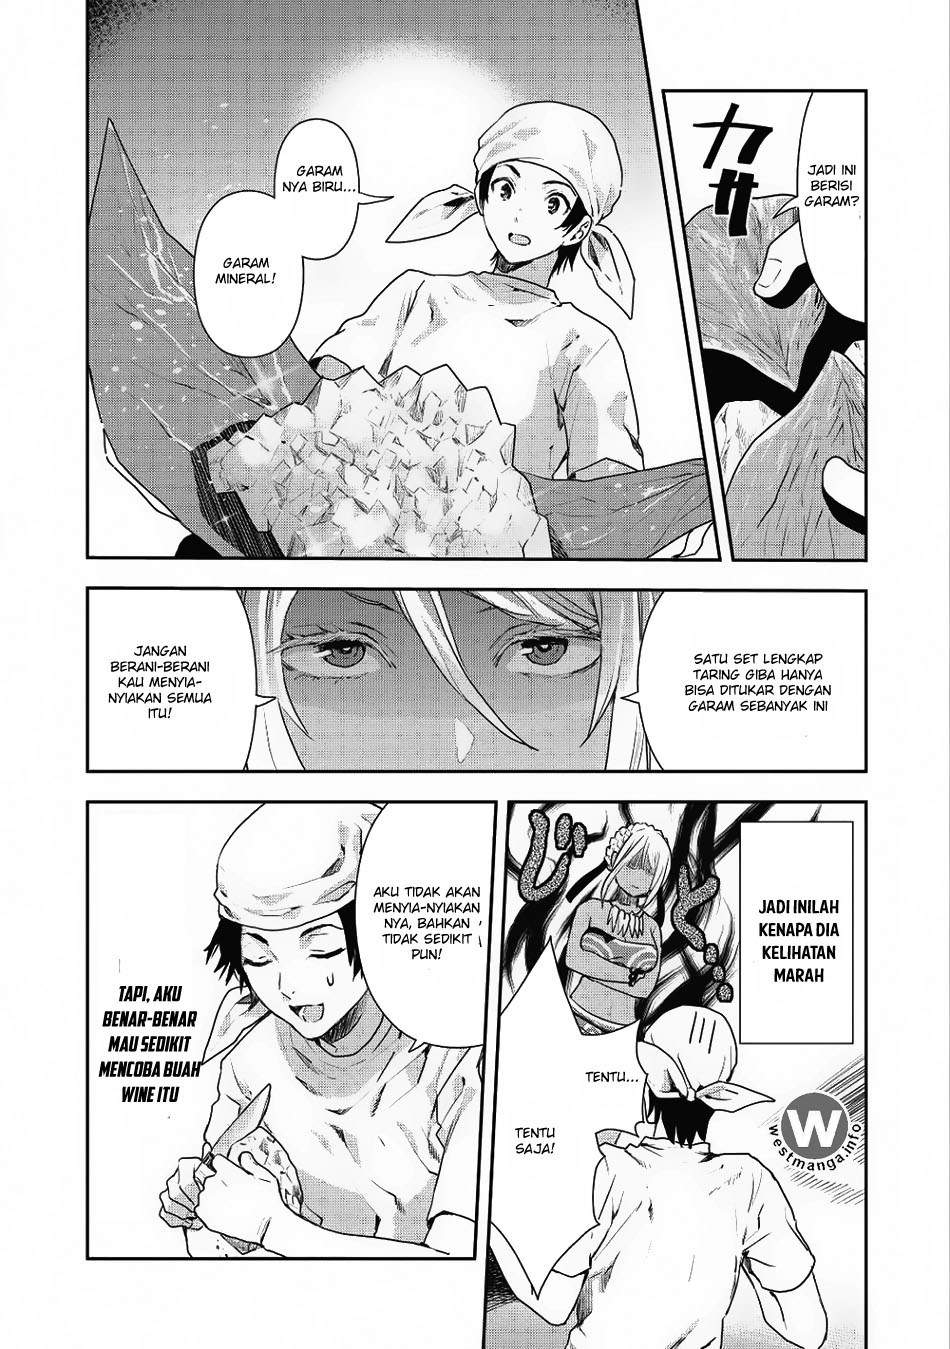 JADI INI
BERISI
GARAM?
カサ
GARAM
NYA BIRU...
GARAM
MINERAL!
SATU SET LENGKAP
TARING GIBA HANYA
BISA DITUKAR DENGAN
GARAM SEBANYAK INI
JANGAN
BERANI-BERANI
KAU MENYIA-
NYIAKAN SEMUA
ITU!
JADI INILAH
KENAPA DIA
KELIHATAN
MARAH
じ
TENTU...
TENTU
SAJA!
AKU TIDAK AKAN
MENYIA-NYIAKAN
NYA, BAHKAN
TIDAK SEDIKIT
PUN!
TAPI, AKU
BENAR-BENAR
MAU SEDIKIT
MENCOBA BUAH
WINE ITU
W
westmanga.info